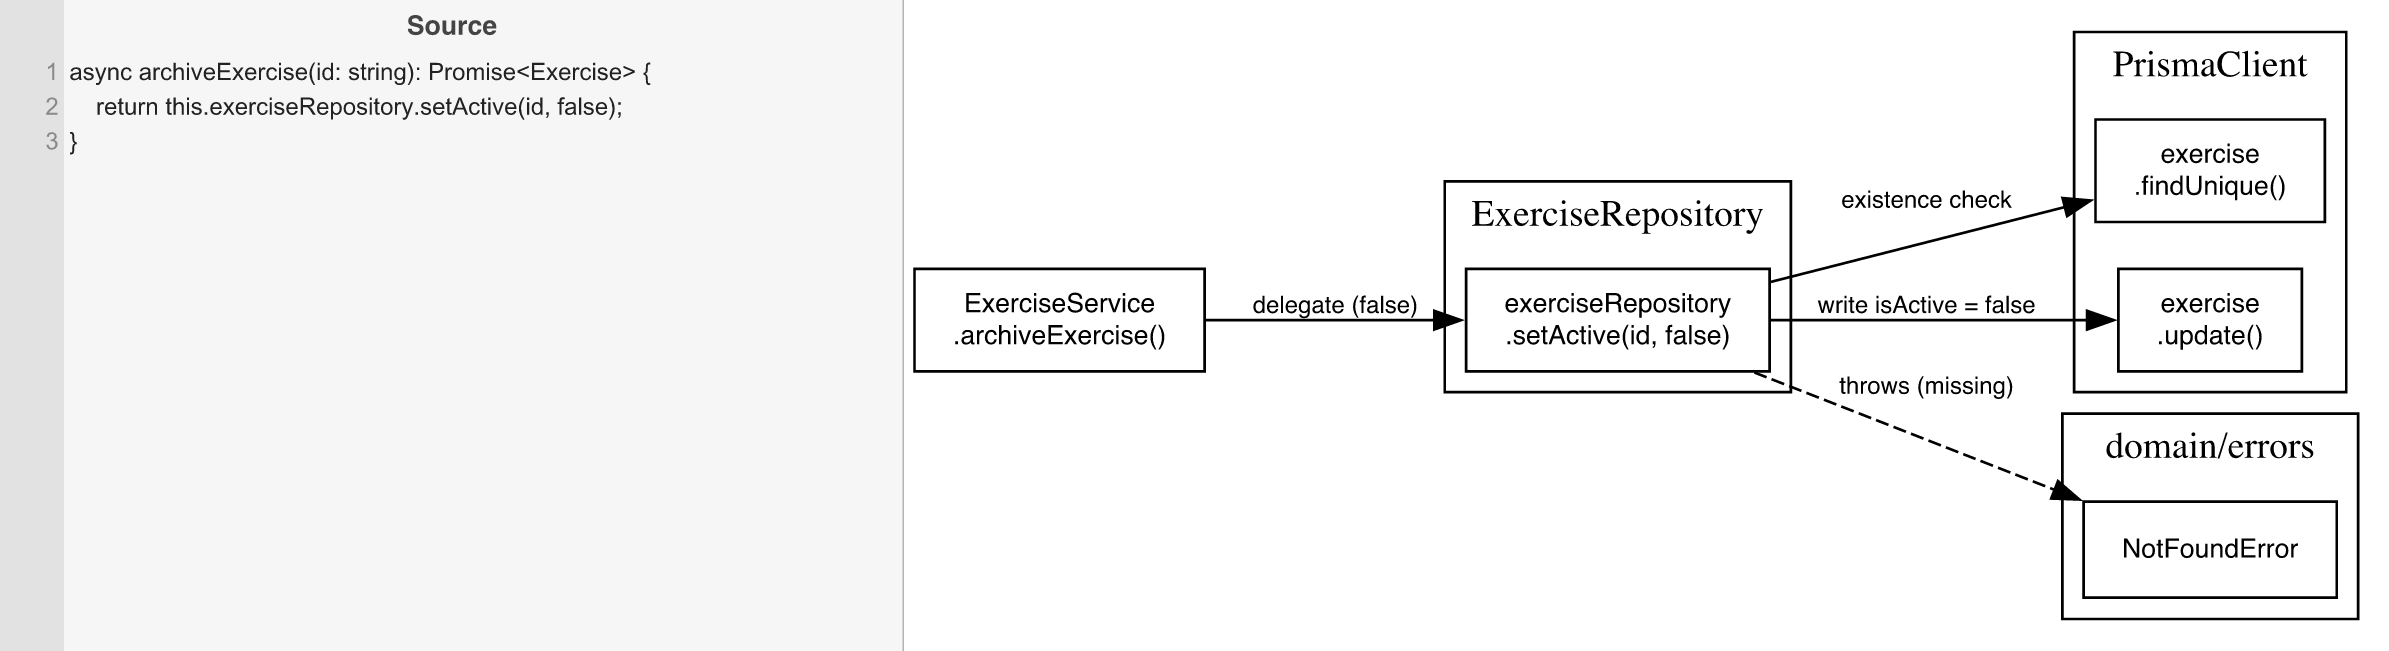 Source
1 async archiveExercise(id: string): Promise<Exercise> {
2 return this.exerciseRepository.setActive(id, false);
3 }
ExerciseService
.archiveExercise()
delegate (false)
ExerciseRepository
exerciseRepository
.setActive(id, false)
existence check
write isActive = false
throws (missing)
PrismaClient
exercise
.findUnique()
exercise
.update()
domain/errors
NotFoundError